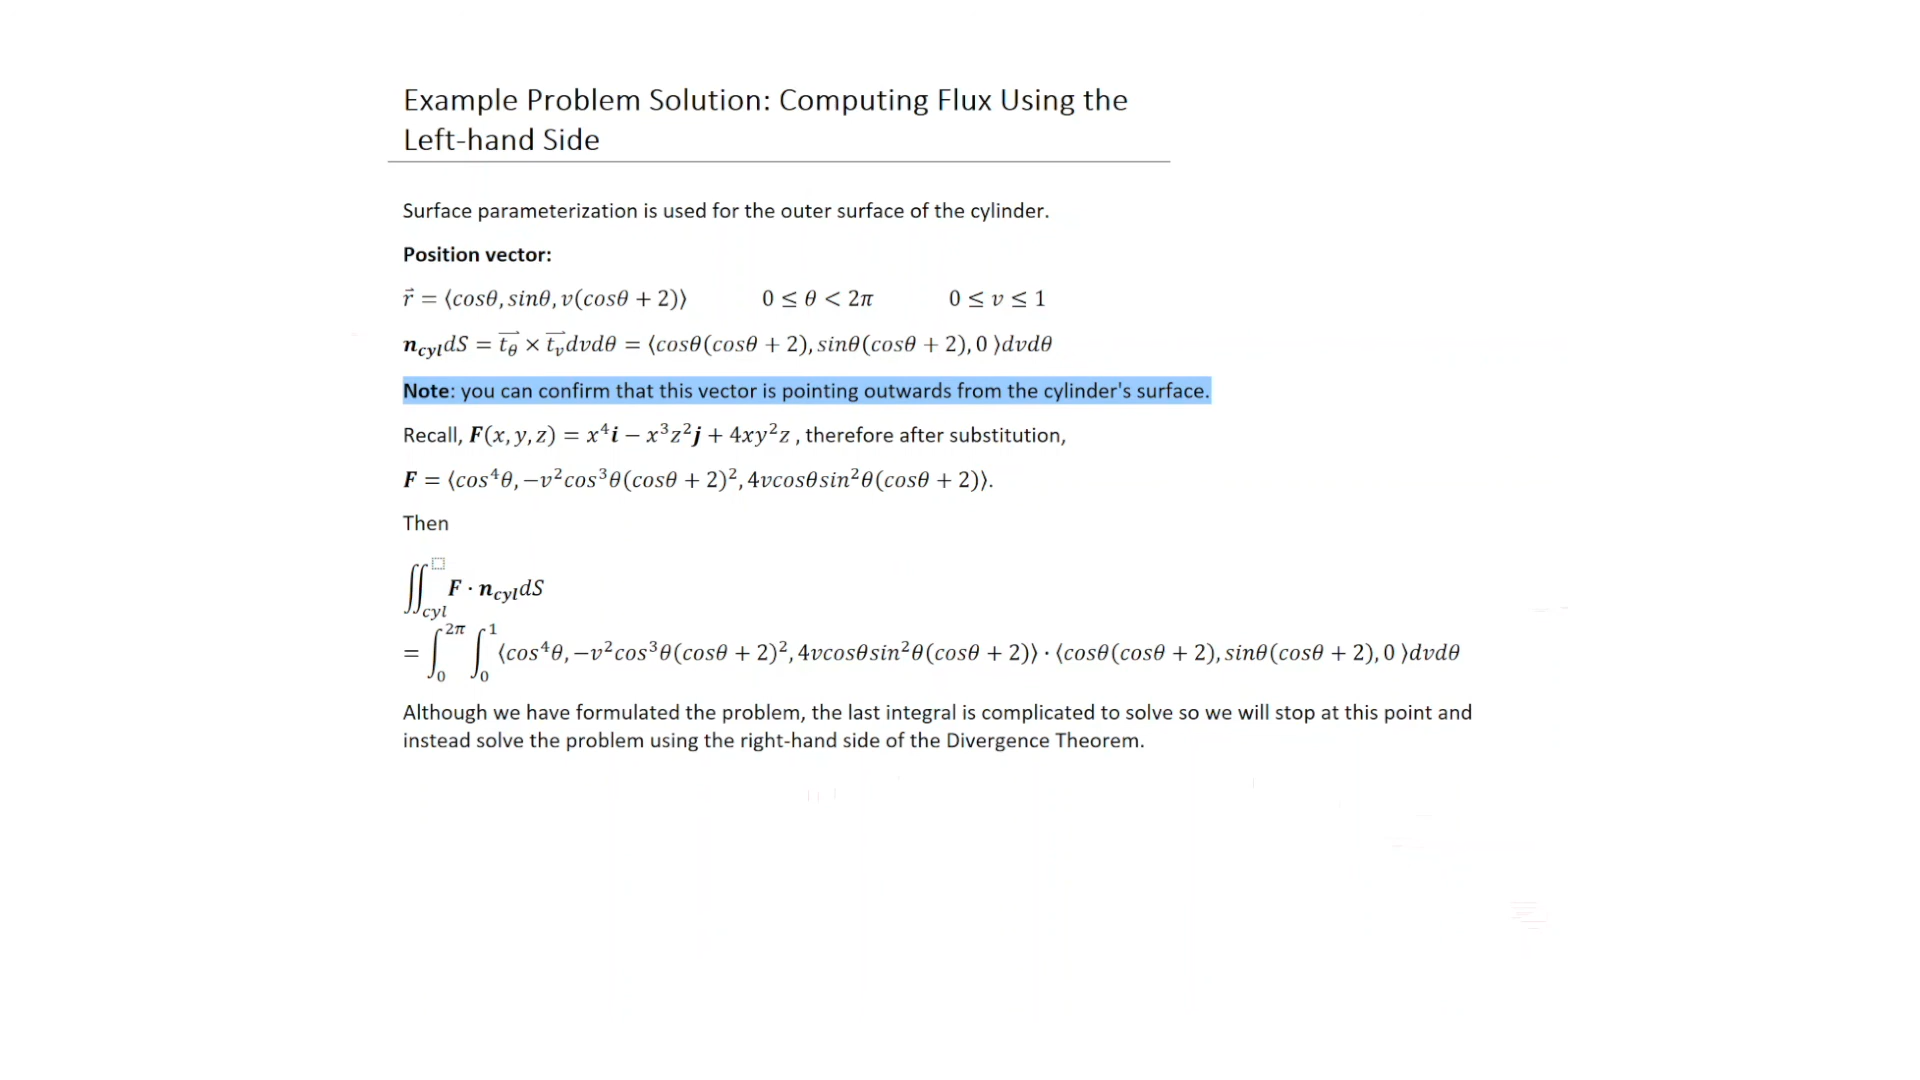 Example Problem Solution: Computing Flux Using the
Left-hand Side
Surface parameterization is used for the outer surface of the cylinder.
Position vector:
r⃗ = ⟨cosθ, sinθ, v(cosθ + 2)⟩ 0 ≤ θ < 2π 0 ≤ v ≤ 1
n_cyl dS = t_θ⃗ × t_v⃗ dvdθ = ⟨cosθ(cosθ + 2), sinθ(cosθ + 2), 0 ⟩dvdθ
Note: you can confirm that this vector is pointing outwards from the cylinder's surface.
Recall, F(x, y, z) = x⁴i − x³z²j + 4xy²z , therefore after substitution,
F = ⟨cos⁴θ, −v²cos³θ(cosθ + 2)², 4vcosθsin²θ(cosθ + 2)⟩.
Then
∬_cyl F · n_cyl dS
= ∫_0^2π ∫_0^1 ⟨cos⁴θ, −v²cos³θ(cosθ + 2)², 4vcosθsin²θ(cosθ + 2)⟩ · ⟨cosθ(cosθ + 2), sinθ(cosθ + 2), 0 ⟩dvdθ
Although we have formulated the problem, the last integral is complicated to solve so we will stop at this point and
instead solve the problem using the right-hand side of the Divergence Theorem.